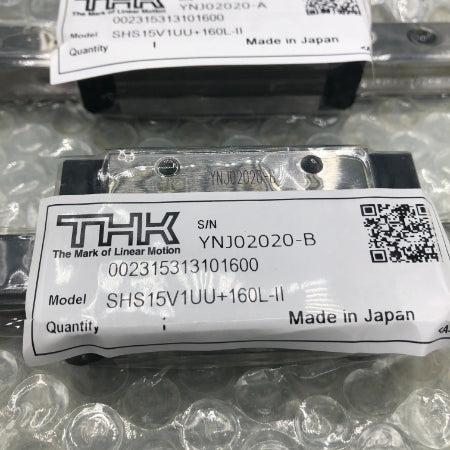 YNJ02020-A
002315313101600
Model SHS15V1UU+160L-II
Quantity 1 Made in Japan
YNJ02020-B
THK S/N YNJ02020-B
The Mark of Linear Motion
002315313101600
Model SHS15V1UU+160L-II
Quantity 1 Made in Japan